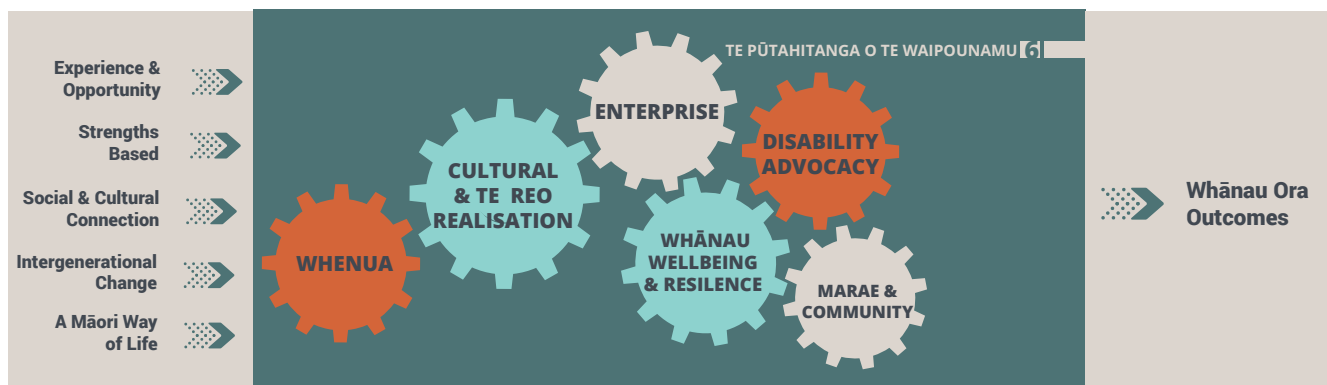 Experience &
Opportunity
Strengths
Based
Social & Cultural
Connection
Intergenerational
Change
A Māori Way
of Life
TE PŪTAHITANGA O TE WAIPOUNAMU 6
ENTERPRISE
DISABILITY
ADVOCACY
CULTURAL
& TE REO
REALISATION
WHENUA
WHĀNAU
WELLBEING
& RESILENCE
MARAE &
COMMUNITY
Whānau Ora
Outcomes